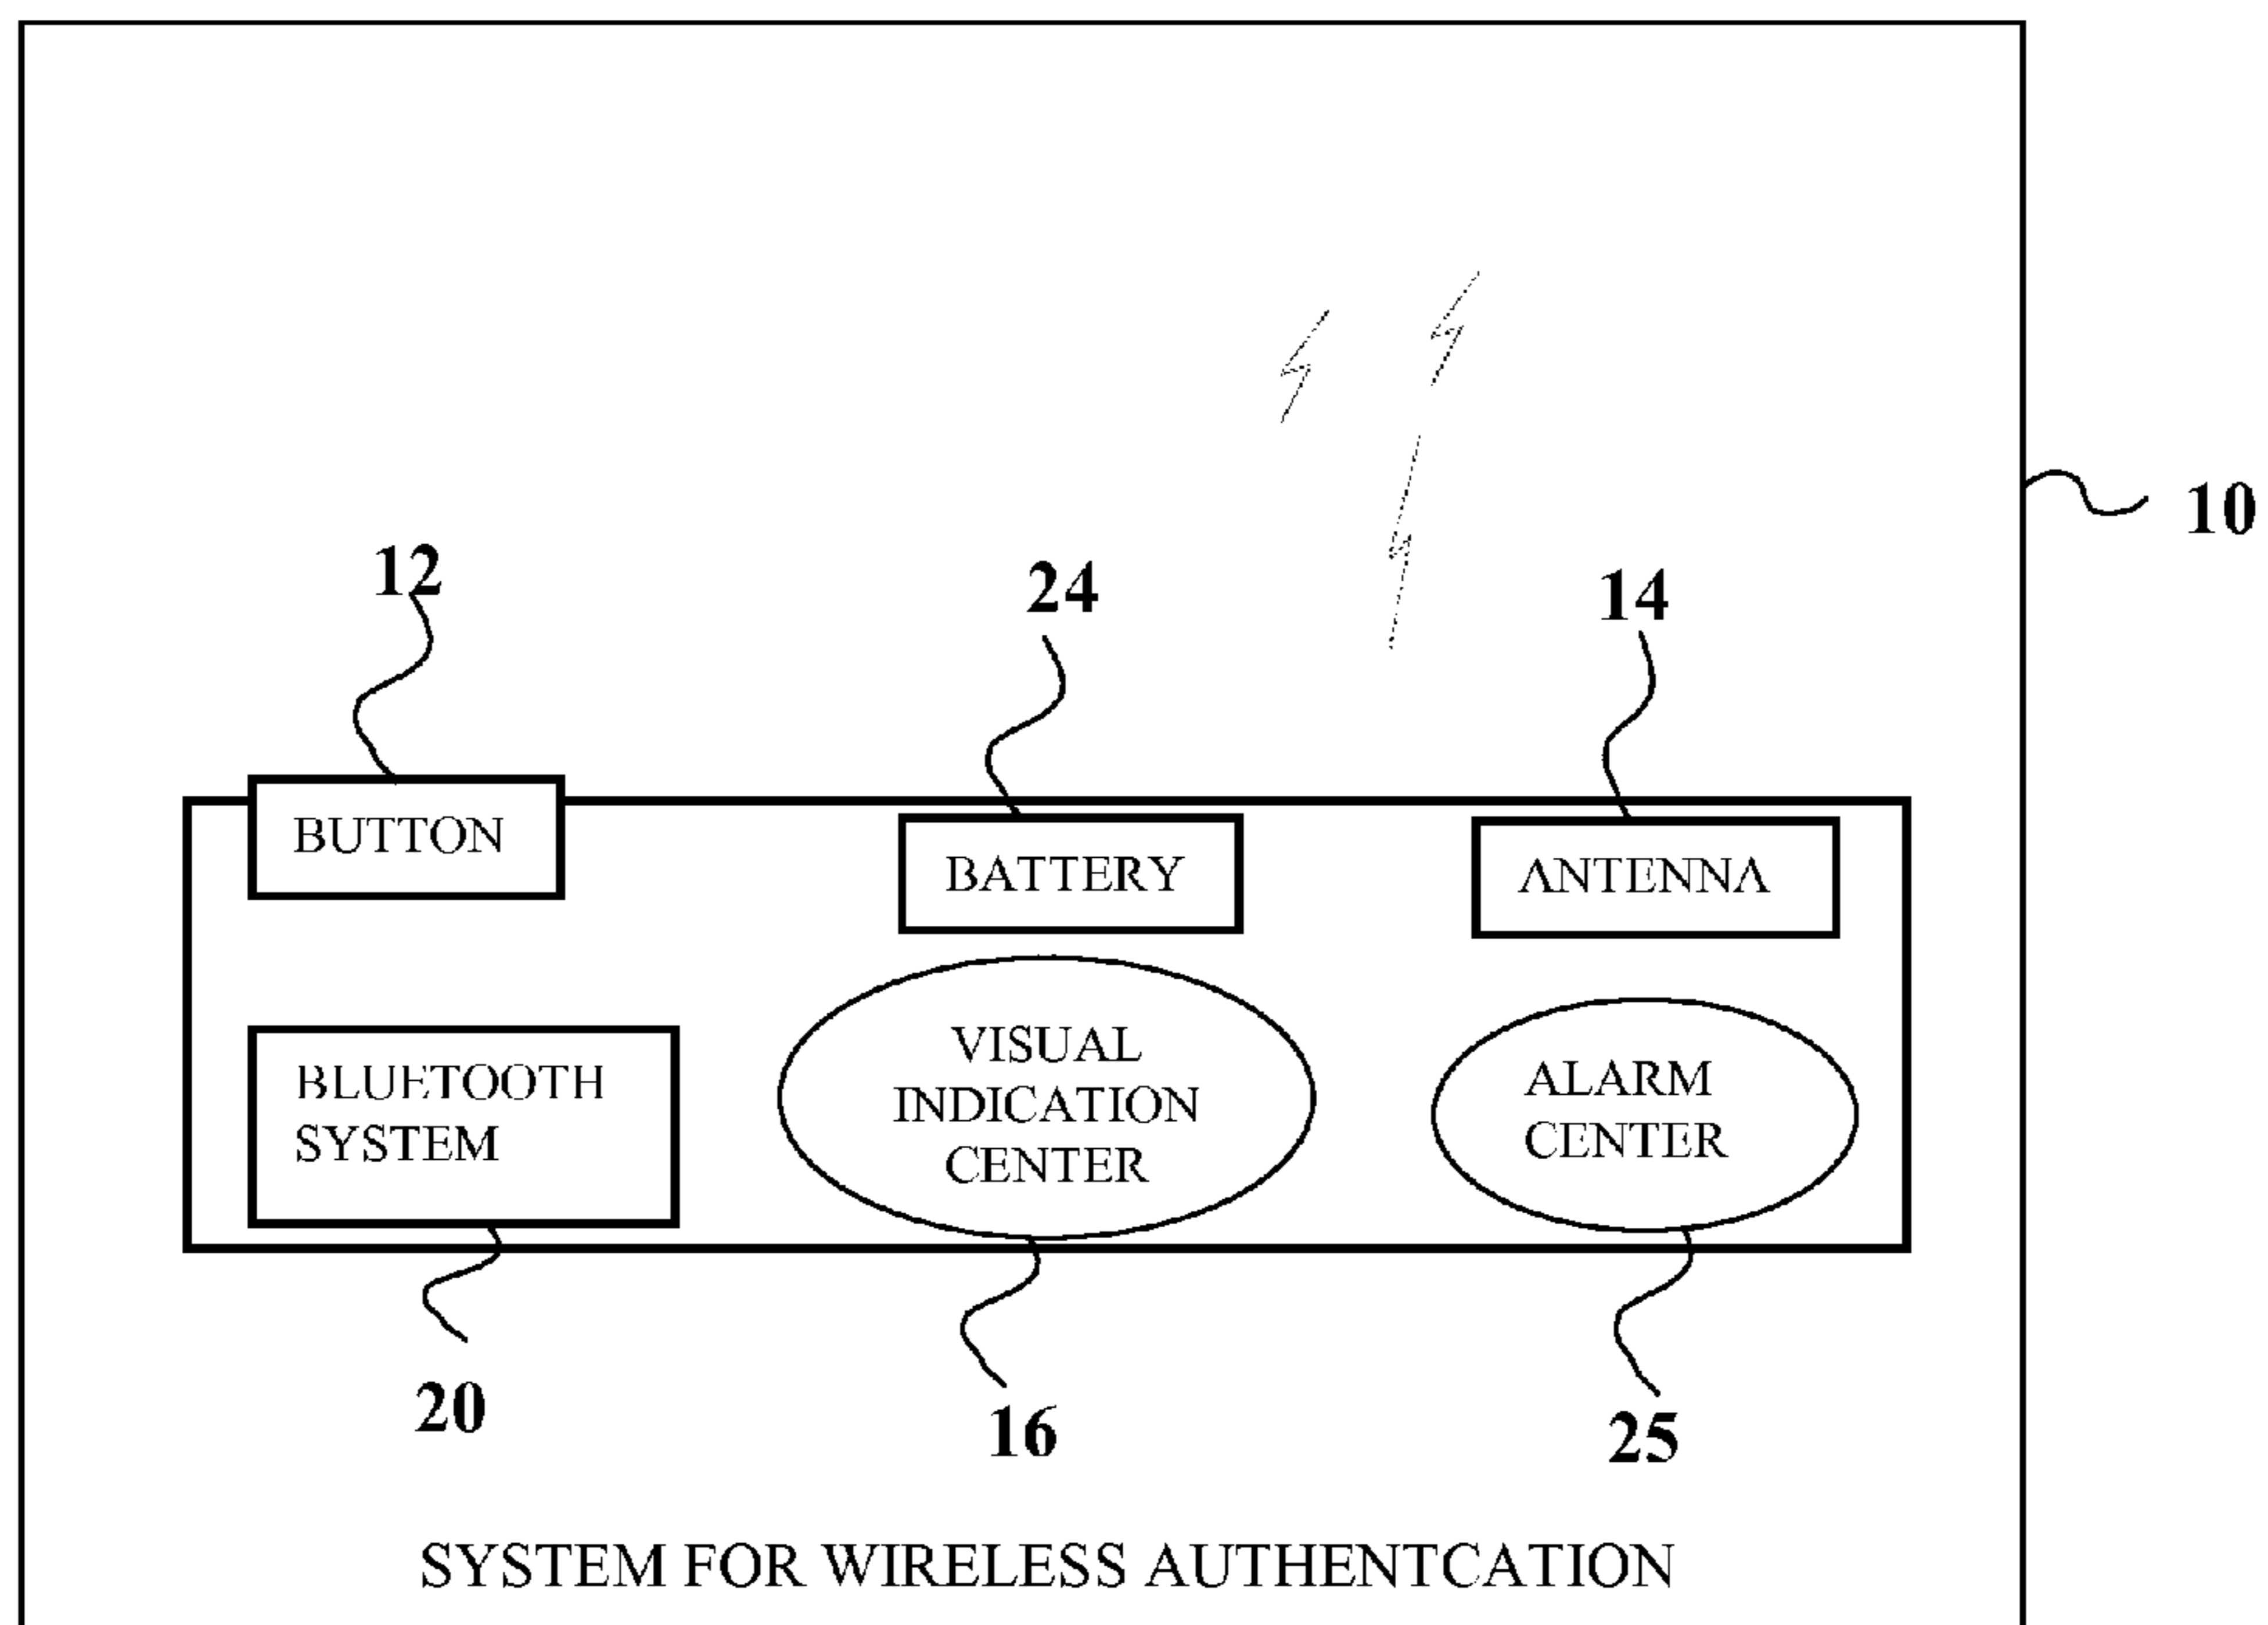 10
12
24
14
BUTTON
BATTERY
ANTENNA
BLUETOOTH
SYSTEM
VISUAL
INDICATION
CENTER
ALARM
CENTER
20
16
25
SYSTEM FOR WIRELESS AUTHENTCATION